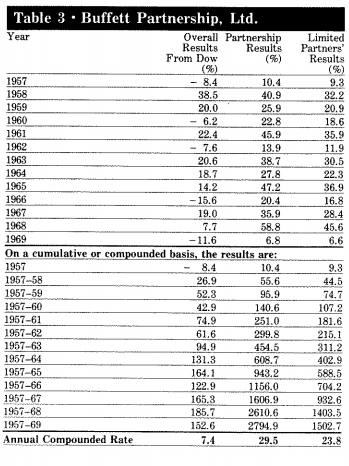 Table 3 • Buffett Partnership, Ltd.
Year Overall Partnership Limited
Results Results Partners'
From Dow (%) Results
(%) (%)
1957 – 8.4 10.4 9.3
1958 38.5 40.9 32.2
1959 20.0 25.9 20.9
1960 – 6.2 22.8 18.6
1961 22.4 45.9 35.9
1962 – 7.6 13.9 11.9
1963 20.6 38.7 30.5
1964 18.7 27.8 22.3
1965 14.2 47.2 36.9
1966 –15.6 20.4 16.8
1967 19.0 35.9 28.4
1968 7.7 58.8 45.6
1969 –11.6 6.8 6.6
On a cumulative or compounded basis, the results are:
1957 – 8.4 10.4 9.3
1957–58 26.9 55.6 44.5
1957–59 52.3 95.9 74.7
1957–60 42.9 140.6 107.2
1957–61 74.9 251.0 181.6
1957–62 61.6 299.8 215.1
1957–63 94.9 454.5 311.2
1957–64 131.3 608.7 402.9
1957–65 164.1 943.2 588.5
1957–66 122.9 1156.0 704.2
1957–67 165.3 1606.9 932.6
1957–68 185.7 2610.6 1403.5
1957–69 152.6 2794.9 1502.7
Annual Compounded Rate 7.4 29.5 23.8